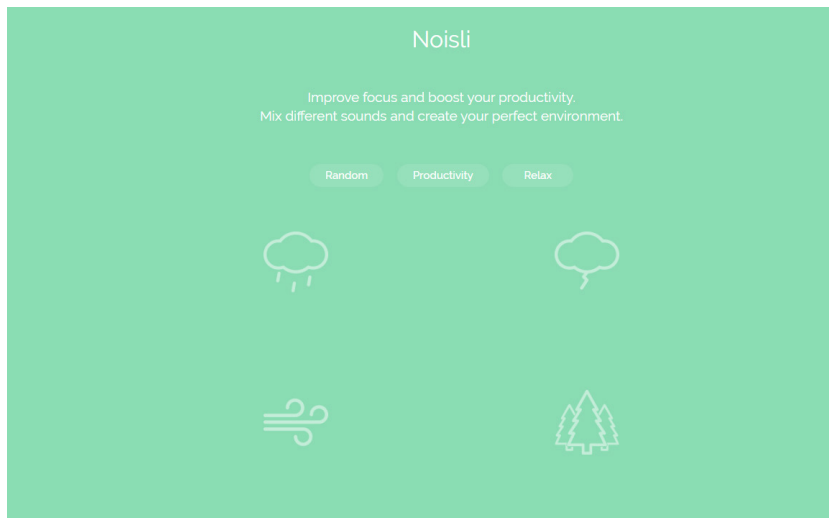 Noisli
Improve focus and boost your productivity.
Mix different sounds and create your perfect environment.
Random Productivity Relax